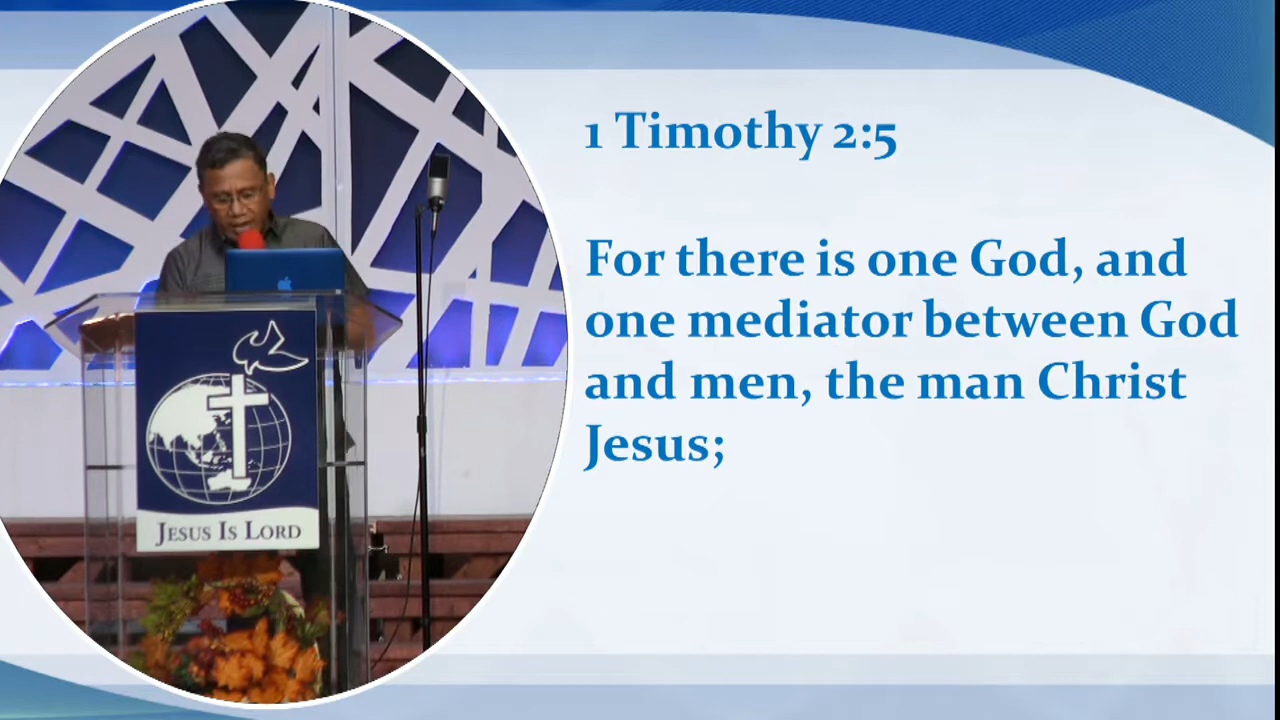 1 Timothy 2:5
For there is one God, and
one mediator between God
and men, the man Christ
Jesus;
JESUS IS LORD